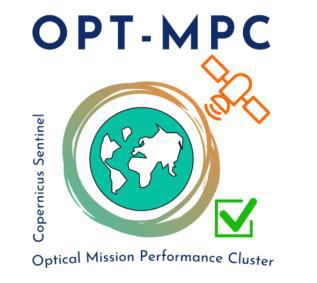 OPT-MPC
Copernicus Sentinel
Optical Mission Performance Cluster